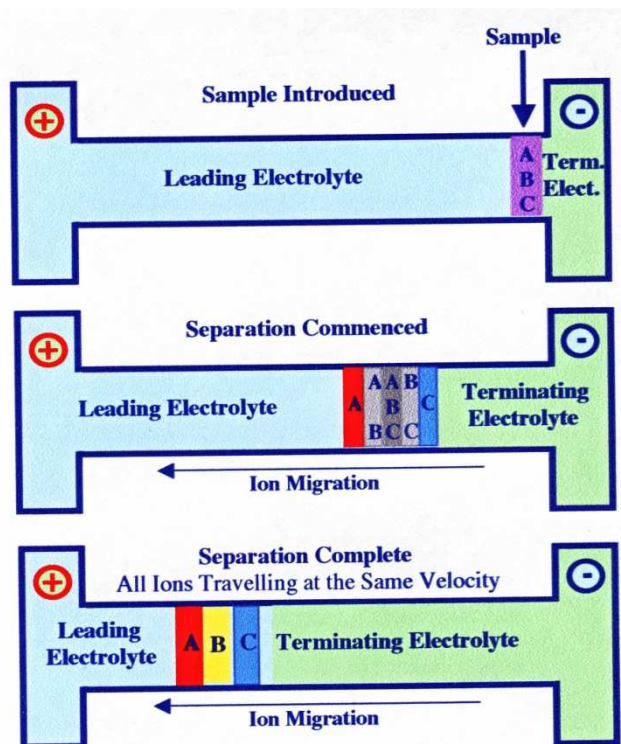 Sample
Sample Introduced
+
-
Leading Electrolyte
A
B
C
Term.
Elect.
Separation Commenced
+
-
Leading Electrolyte
A
A A B
B
B C C
C
Terminating
Electrolyte
Ion Migration
Separation Complete
All Ions Travelling at the Same Velocity
+
-
Leading
Electrolyte
A B C
Terminating Electrolyte
Ion Migration